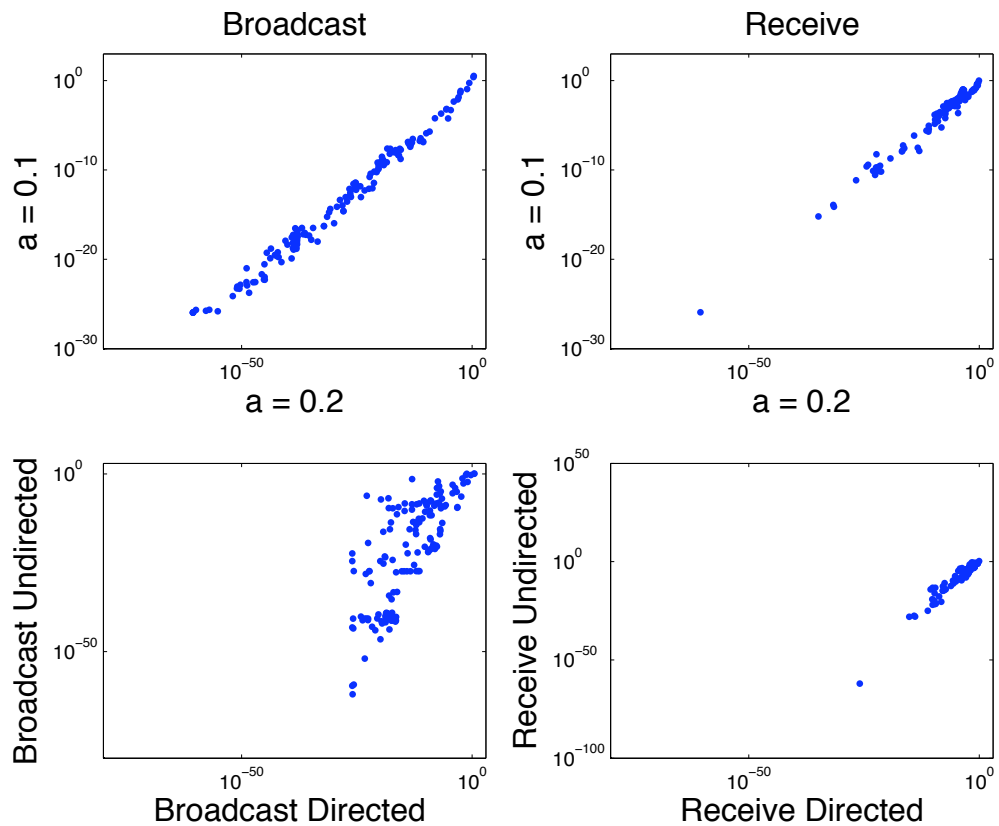 Broadcast
10^0
10^−10
10^−20
10^−30
a = 0.1
10^−50
10^0
a = 0.2
Receive
10^0
10^−10
10^−20
10^−30
a = 0.1
10^−50
10^0
a = 0.2
10^0
10^−50
Broadcast Undirected
10^−50
10^0
Broadcast Directed
10^50
10^0
10^−50
10^−100
Receive Undirected
10^−50
10^0
Receive Directed